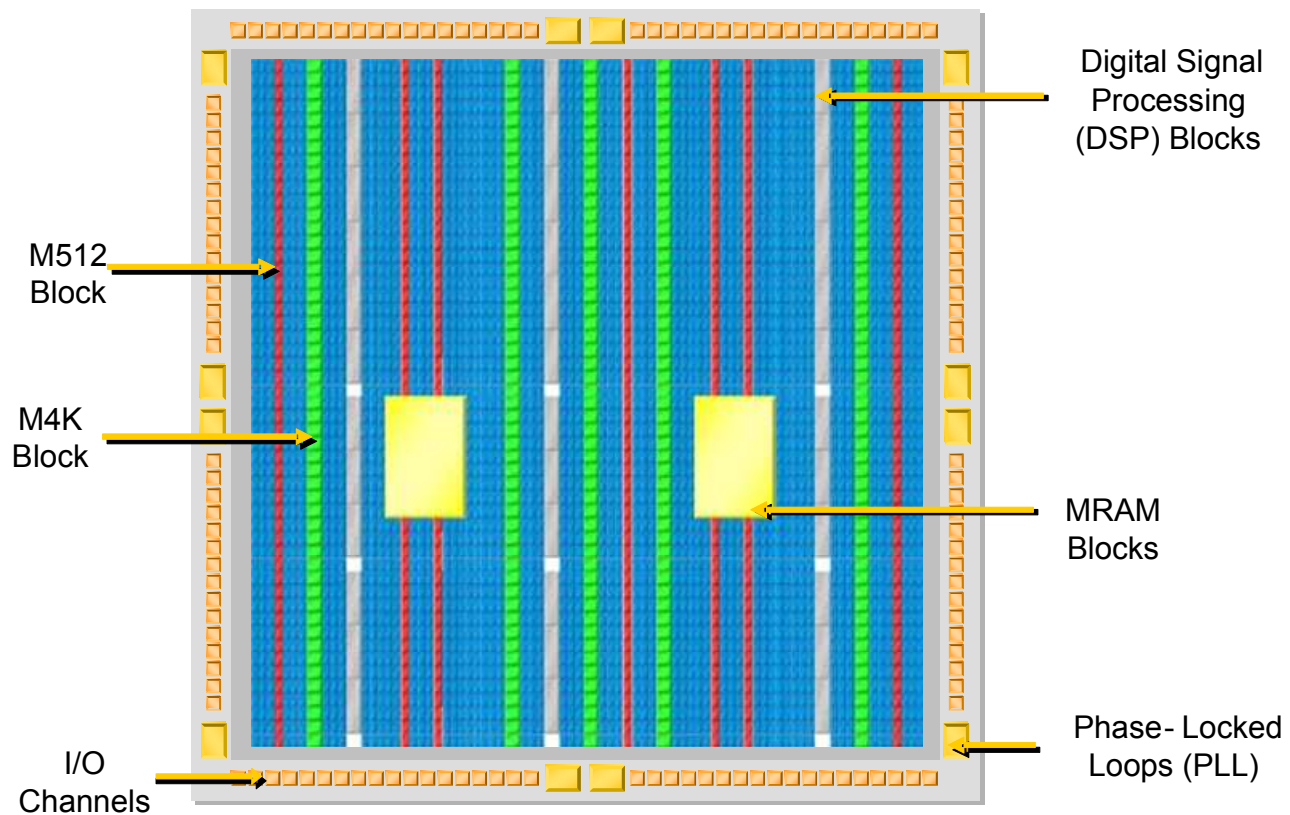 Digital Signal
Processing
(DSP) Blocks
M512
Block
M4K
Block
MRAM
Blocks
Phase- Locked
Loops (PLL)
I/O
Channels